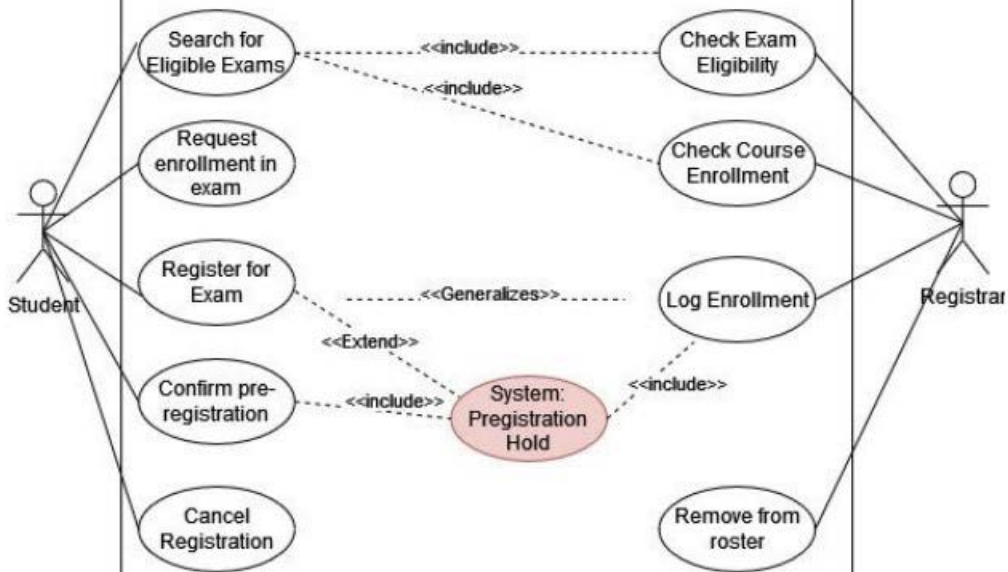 Search for
Eligible Exams
<<include>>
Check Exam
Eligibility
<<include>>
Request
enrollment in
exam
Check Course
Enrollment
Student
Register for
Exam
<<Generalizes>>
Log Enrollment
Registrar
<<Extend>>
Confirm pre-
registration
<<include>>
System:
Pregistration
Hold
<<include>>
Cancel
Registration
Remove from
roster